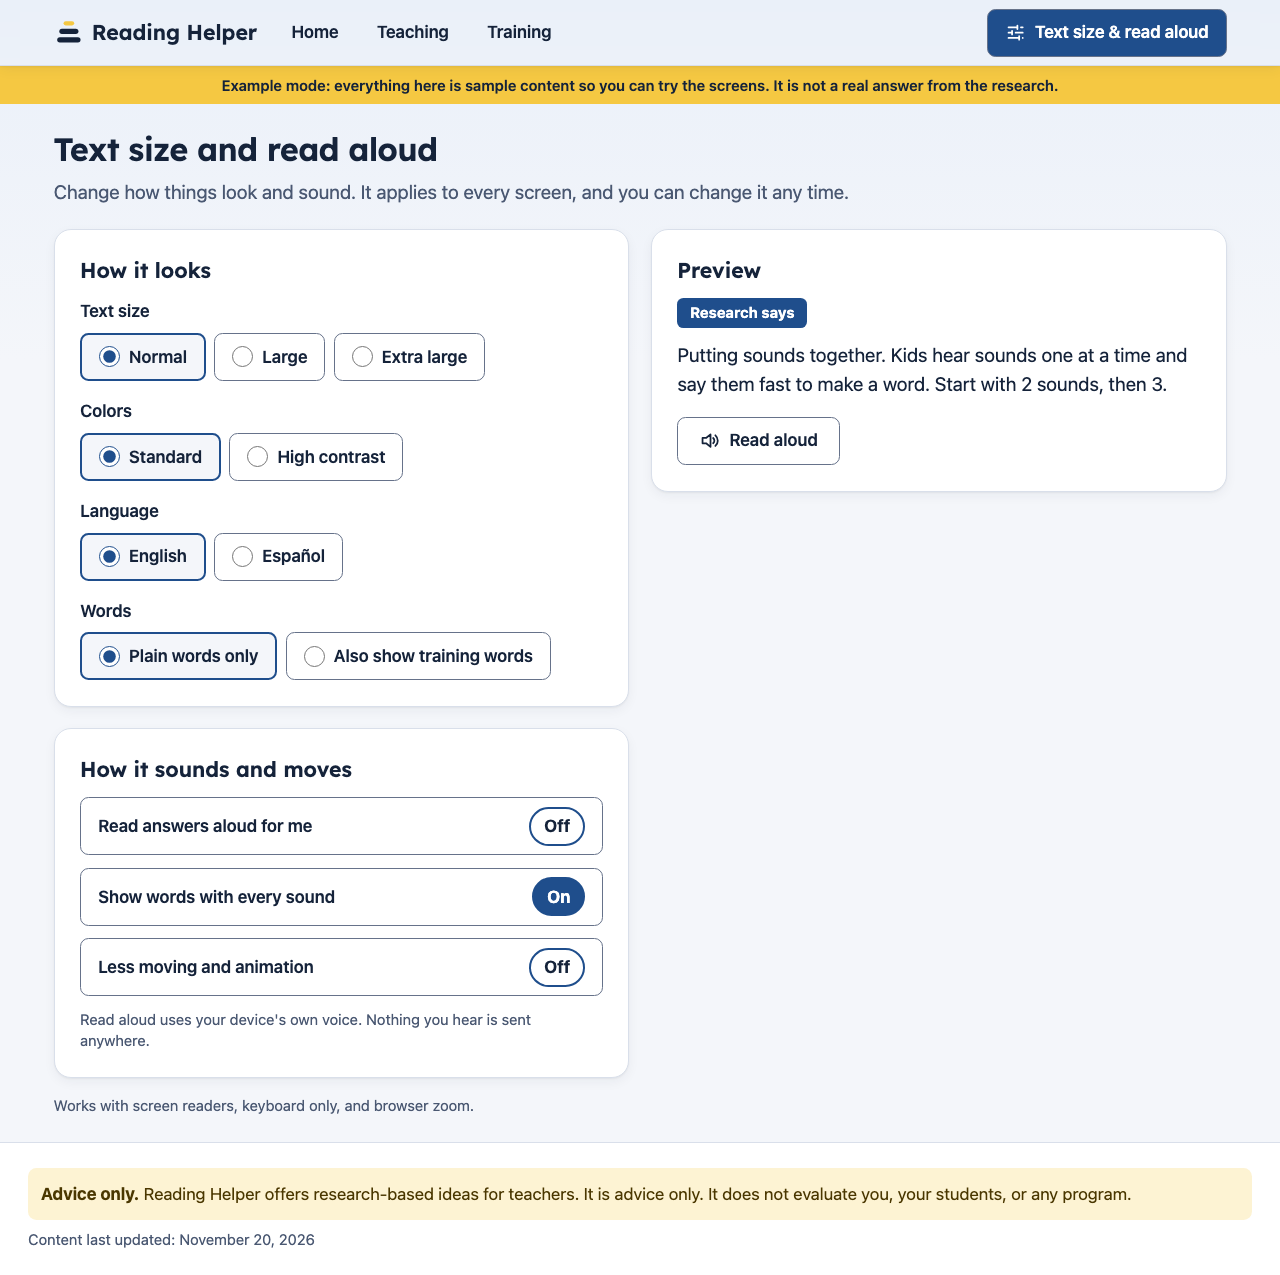 Reading Helper
Home
Teaching
Training
Text size & read aloud
Example mode: everything here is sample content so you can try the screens. It is not a real answer from the research.
Text size and read aloud
Change how things look and sound. It applies to every screen, and you can change it any time.
How it looks
Text size
Normal
Large
Extra large
Colors
Standard
High contrast
Language
English
Español
Words
Plain words only
Also show training words
How it sounds and moves
Read answers aloud for me
Off
Show words with every sound
On
Less moving and animation
Off
Read aloud uses your device's own voice. Nothing you hear is sent
anywhere.
Preview
Research says
Putting sounds together. Kids hear sounds one at a time and
say them fast to make a word. Start with 2 sounds, then 3.
Read aloud
Works with screen readers, keyboard only, and browser zoom.
Advice only. Reading Helper offers research-based ideas for teachers. It is advice only. It does not evaluate you, your students, or any program.
Content last updated: November 20, 2026